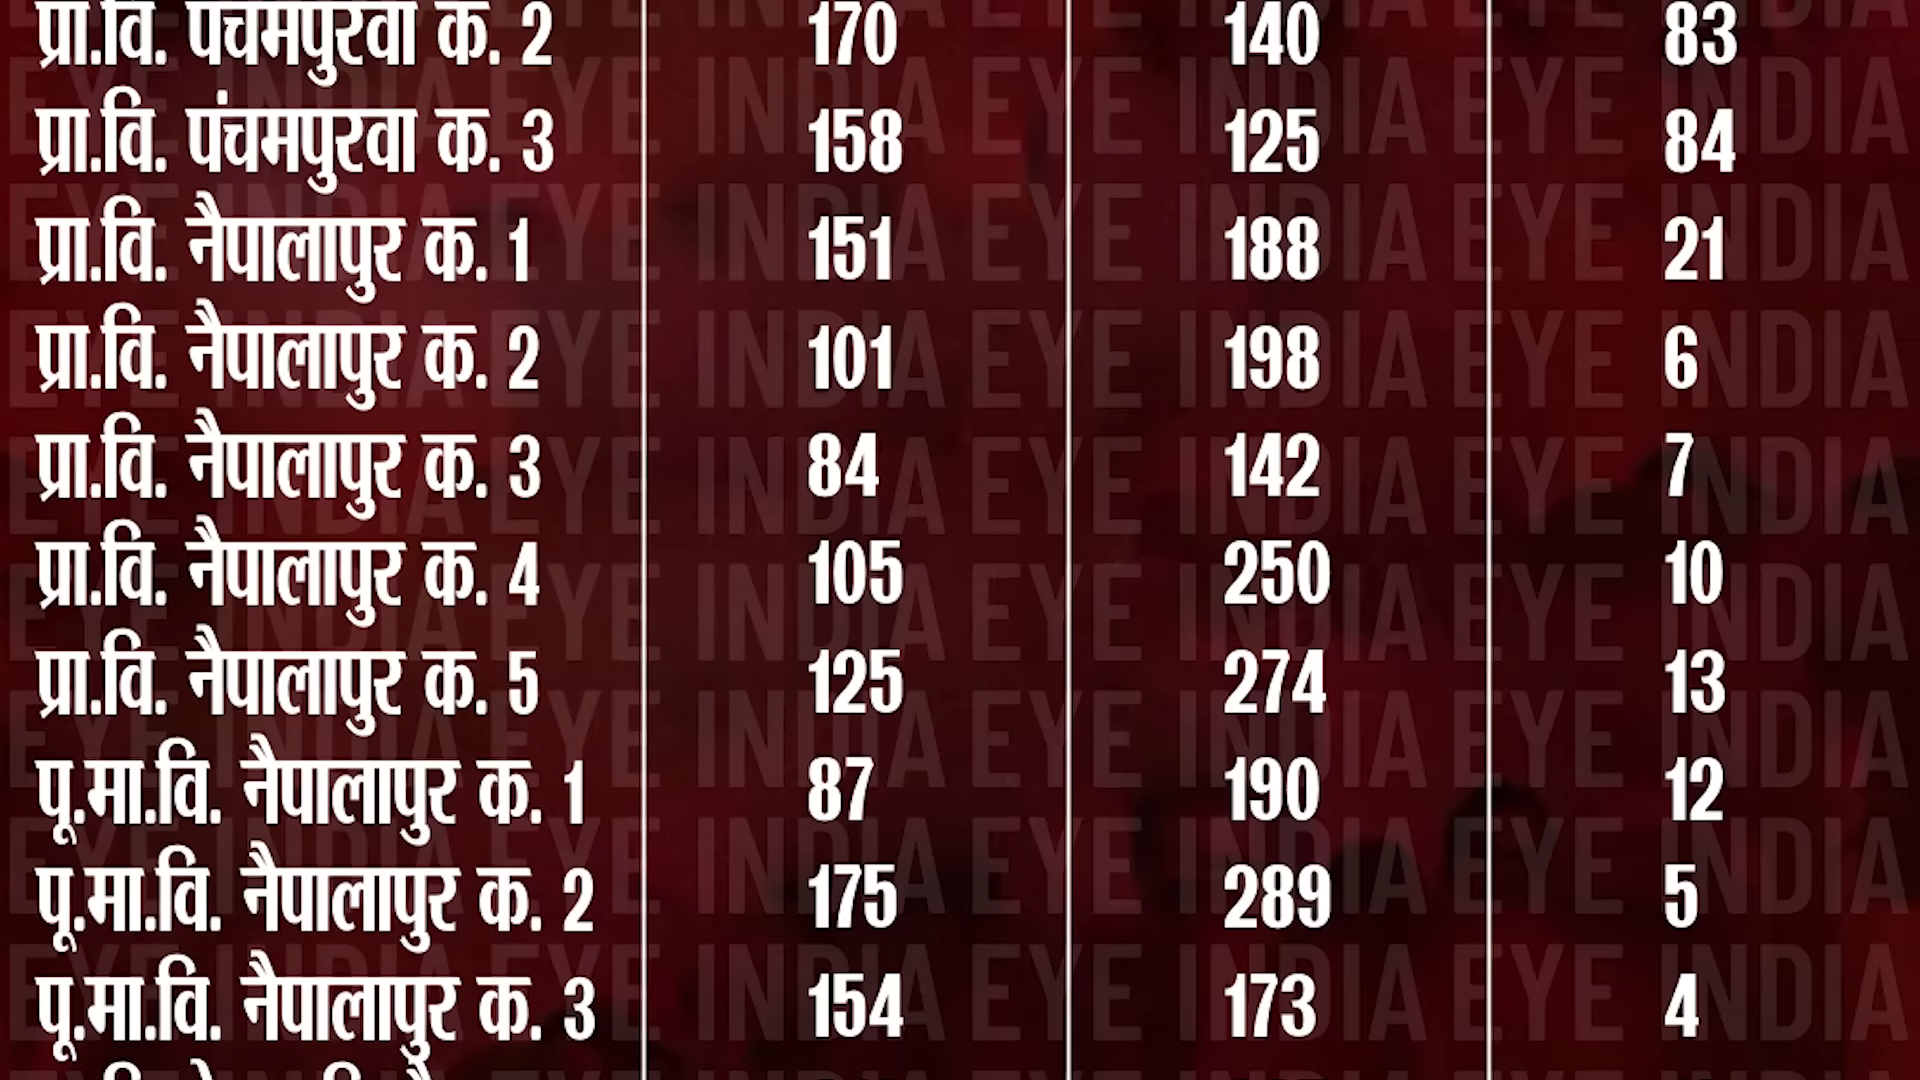 प्रा.वि. पंचमपुरवा क. 2 170 140 83
प्रा.वि. पंचमपुरवा क. 3 158 125 84
प्रा.वि. नैपालापुर क. 1 151 188 21
प्रा.वि. नैपालापुर क. 2 101 198 6
प्रा.वि. नैपालापुर क. 3 84 142 7
प्रा.वि. नैपालापुर क. 4 105 250 10
प्रा.वि. नैपालापुर क. 5 125 274 13
पू.मा.वि. नैपालापुर क. 1 87 190 12
पू.मा.वि. नैपालापुर क. 2 175 289 5
पू.मा.वि. नैपालापुर क. 3 154 173 4